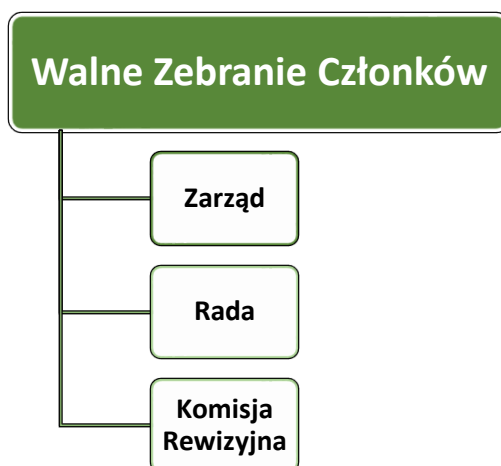 Walne Zebranie Członków
Zarząd
Rada
Komisja
Rewizyjna